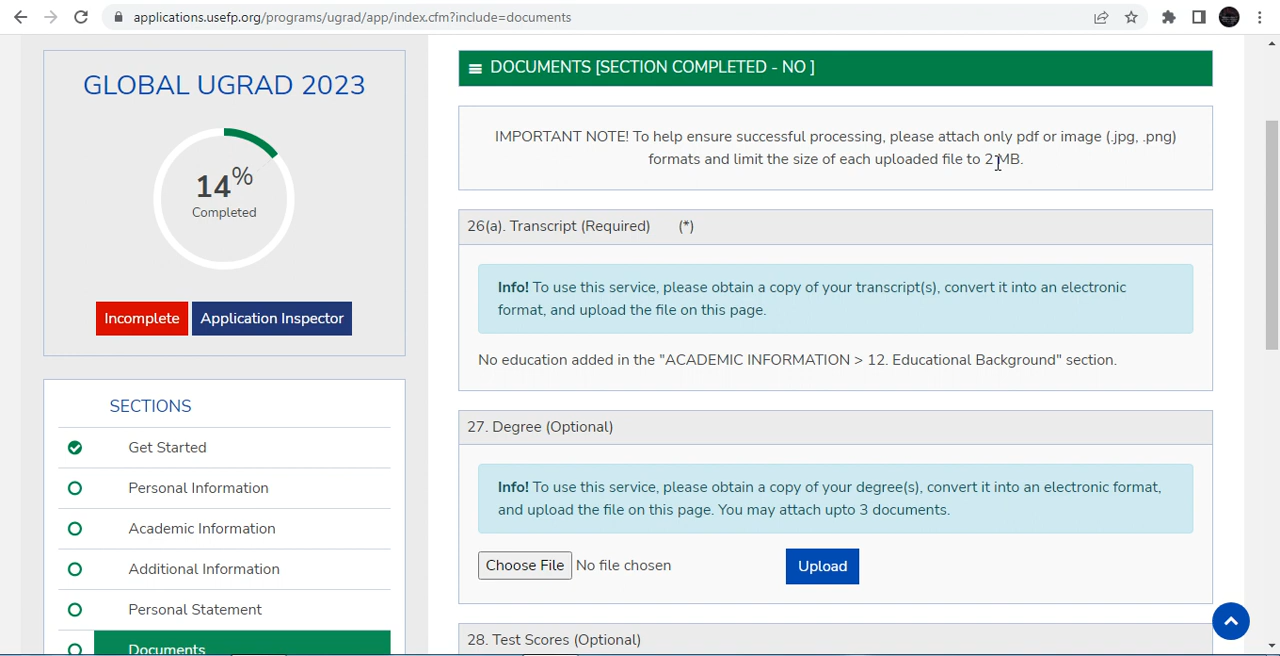 applications.usefp.org/programs/ugrad/app/index.cfm?include=documents
GLOBAL UGRAD 2023
14%
Completed
Incomplete
Application Inspector
SECTIONS
Get Started
Personal Information
Academic Information
Additional Information
Personal Statement
Documents
DOCUMENTS [SECTION COMPLETED - NO ]
IMPORTANT NOTE! To help ensure successful processing, please attach only pdf or image (.jpg, .png)
formats and limit the size of each uploaded file to 2 MB.
26(a). Transcript (Required) (*)
Info! To use this service, please obtain a copy of your transcript(s), convert it into an electronic
format, and upload the file on this page.
No education added in the "ACADEMIC INFORMATION > 12. Educational Background" section.
27. Degree (Optional)
Info! To use this service, please obtain a copy of your degree(s), convert it into an electronic format,
and upload the file on this page. You may attach upto 3 documents.
Choose File No file chosen
Upload
28. Test Scores (Optional)